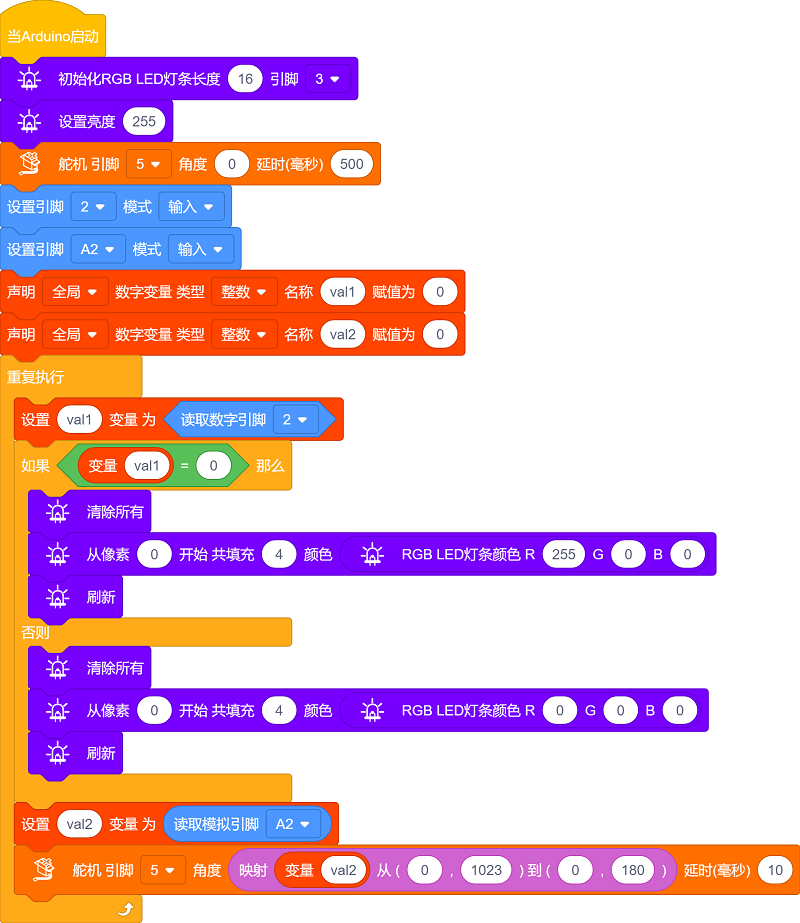 当Arduino启动
初始化RGB LED灯条长度 16 引脚 3
设置亮度 255
舵机 引脚 5 角度 0 延时(毫秒) 500
设置引脚 2 模式 输入
设置引脚 A2 模式 输入
声明 全局 数字变量 类型 整数 名称 val1 赋值为 0
声明 全局 数字变量 类型 整数 名称 val2 赋值为 0
重复执行
设置 val1 变量 为 读取数字引脚 2
如果 变量 val1 = 0 那么
清除所有
从像素 0 开始 共填充 4 颜色 RGB LED灯条颜色 R 255 G 0 B 0
刷新
否则
清除所有
从像素 0 开始 共填充 4 颜色 RGB LED灯条颜色 R 0 G 0 B 0
刷新
设置 val2 变量 为 读取模拟引脚 A2
舵机 引脚 5 角度 映射 变量 val2 从 ( 0 , 1023 ) 到 ( 0 , 180 ) 延时(毫秒) 10